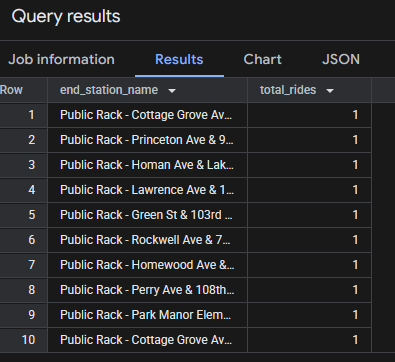 Query results
Job information Results Chart JSON
Row end_station_name total_rides
1 Public Rack - Cottage Grove Av... 1
2 Public Rack - Princeton Ave & 9... 1
3 Public Rack - Homan Ave & Lak... 1
4 Public Rack - Lawrence Ave & 1... 1
5 Public Rack - Green St & 103rd ... 1
6 Public Rack - Rockwell Ave & 7... 1
7 Public Rack - Homewood Ave &... 1
8 Public Rack - Perry Ave & 108th... 1
9 Public Rack - Park Manor Elem... 1
10 Public Rack - Cottage Grove Av... 1